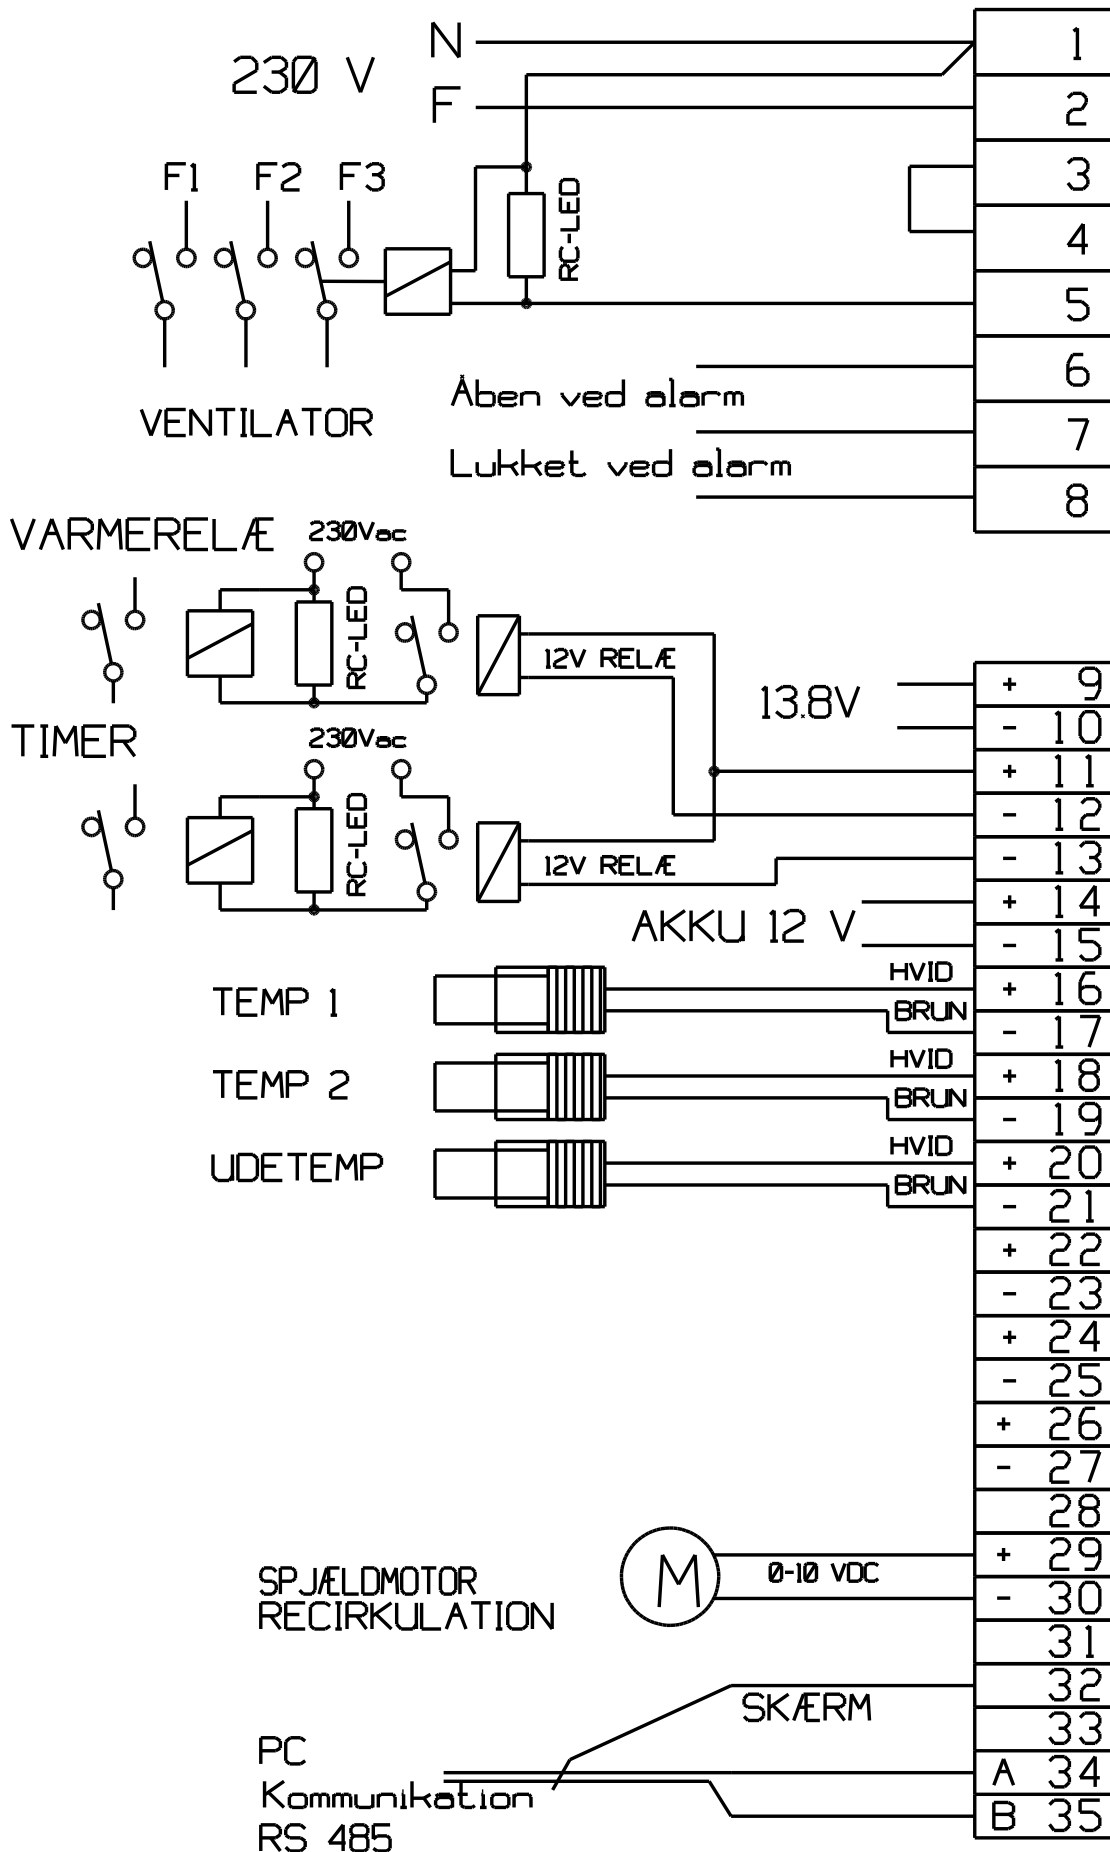 N
230 V
F
F1 F2 F3
RC-LED
VENTILATOR
Åben ved alarm
Lukket ved alarm
1
2
3
4
5
6
7
8
VARMERELÆ
230Vac
RC-LED
12V RELÆ
TIMER
230Vac
RC-LED
12V RELÆ
13.8V
AKKU 12 V
TEMP 1
HVID
BRUN
TEMP 2
HVID
BRUN
UDETEMP
HVID
BRUN
+ 9
- 10
+ 11
- 12
- 13
+ 14
- 15
+ 16
- 17
+ 18
- 19
+ 20
- 21
+ 22
- 23
+ 24
- 25
+ 26
- 27
28
+ 29
- 30
31
32
33
A 34
B 35
SPJÆLDMOTOR
RECIRKULATION
M
0-10 VDC
SKÆRM
PC
Kommunikation
RS 485